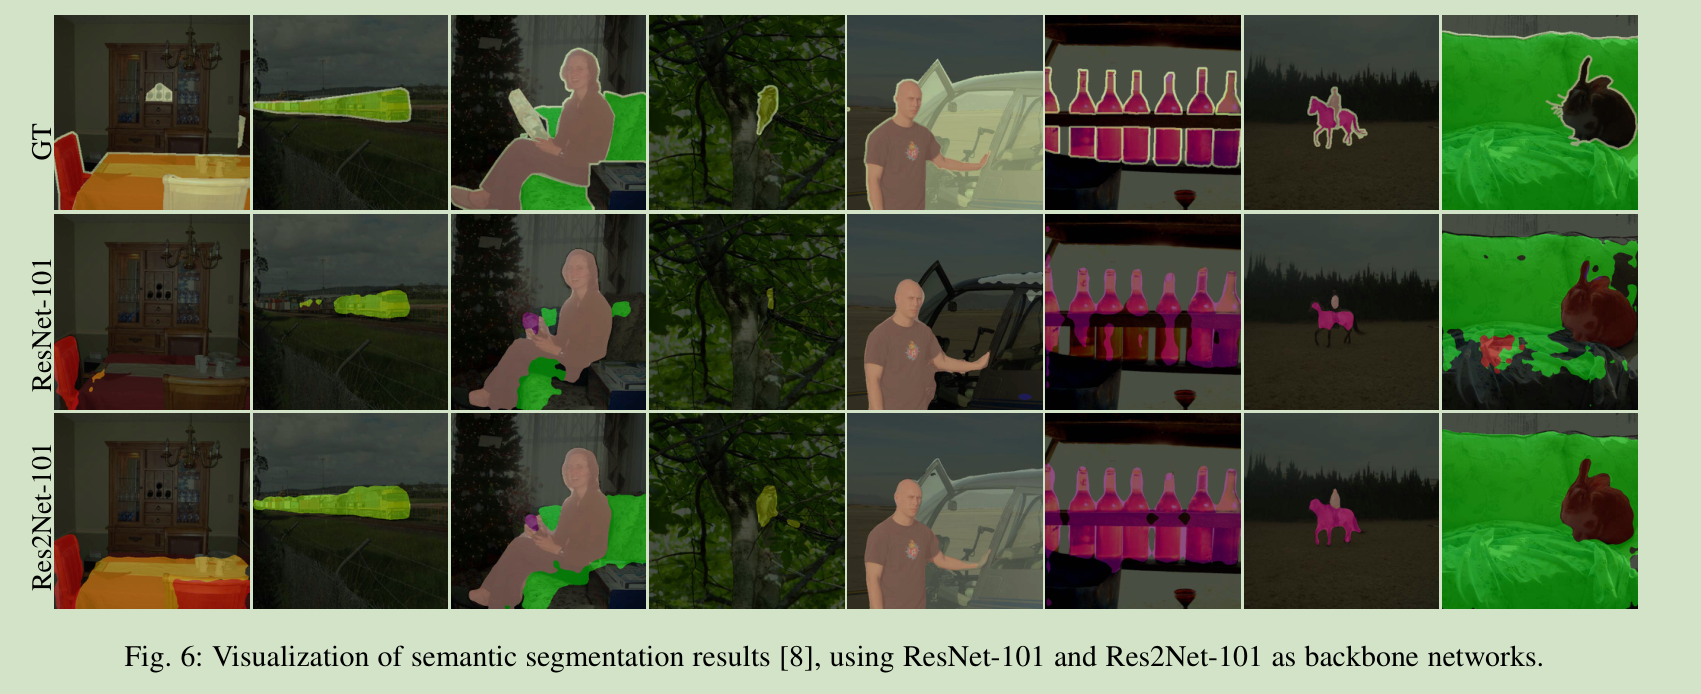 GT
ResNet-101
Res2Net-101
Fig. 6: Visualization of semantic segmentation results [8], using ResNet-101 and Res2Net-101 as backbone networks.